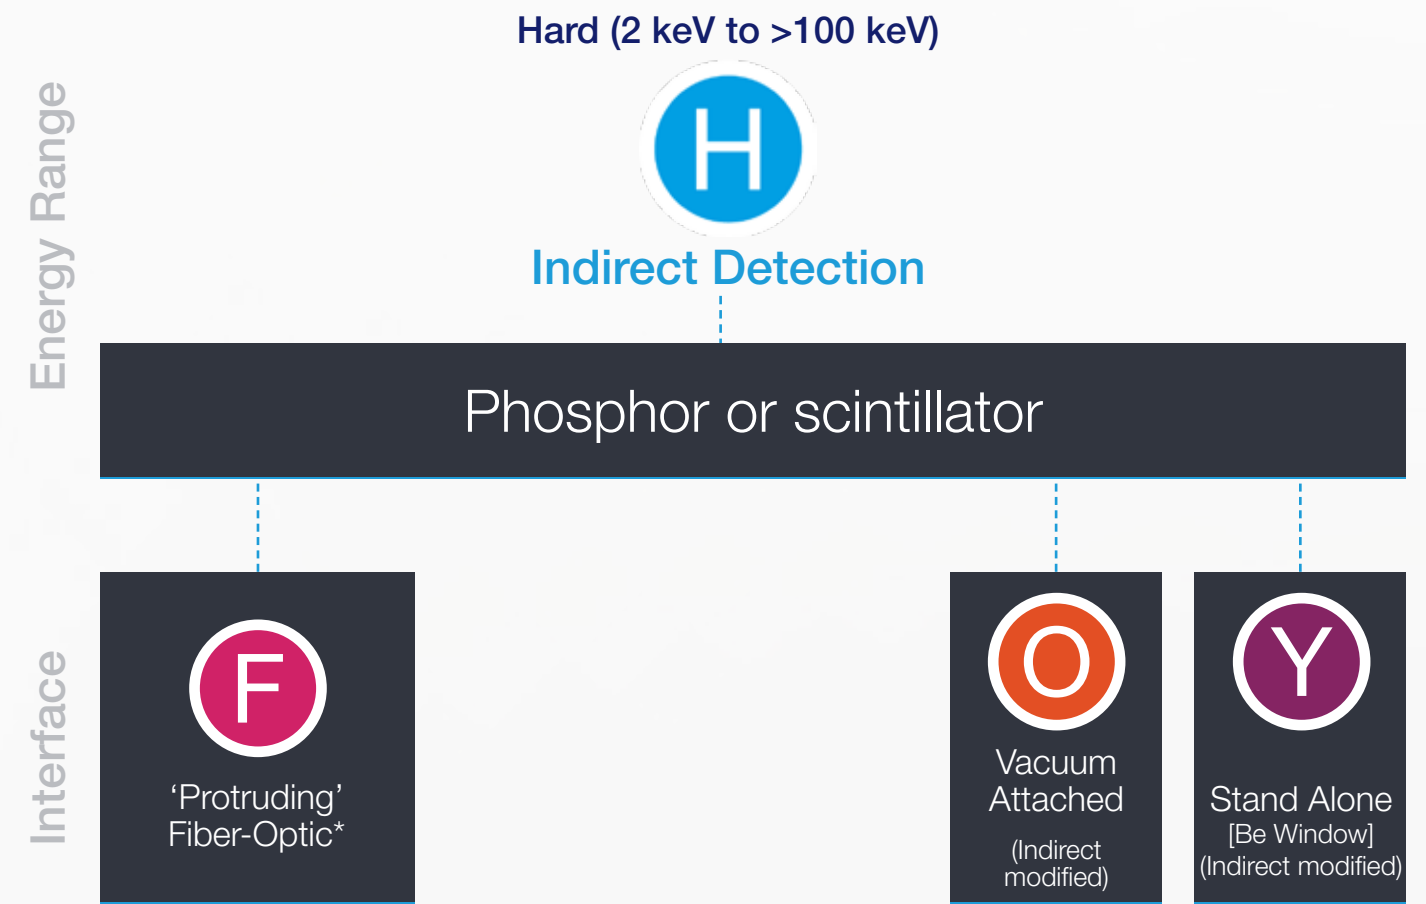 Hard (2 keV to >100 keV)
Energy Range
H
Indirect Detection
Phosphor or scintillator
Interface
F
‘Protruding’
Fiber-Optic*
O
Vacuum
Attached
(Indirect
modified)
Y
Stand Alone
[Be Window]
(Indirect modified)